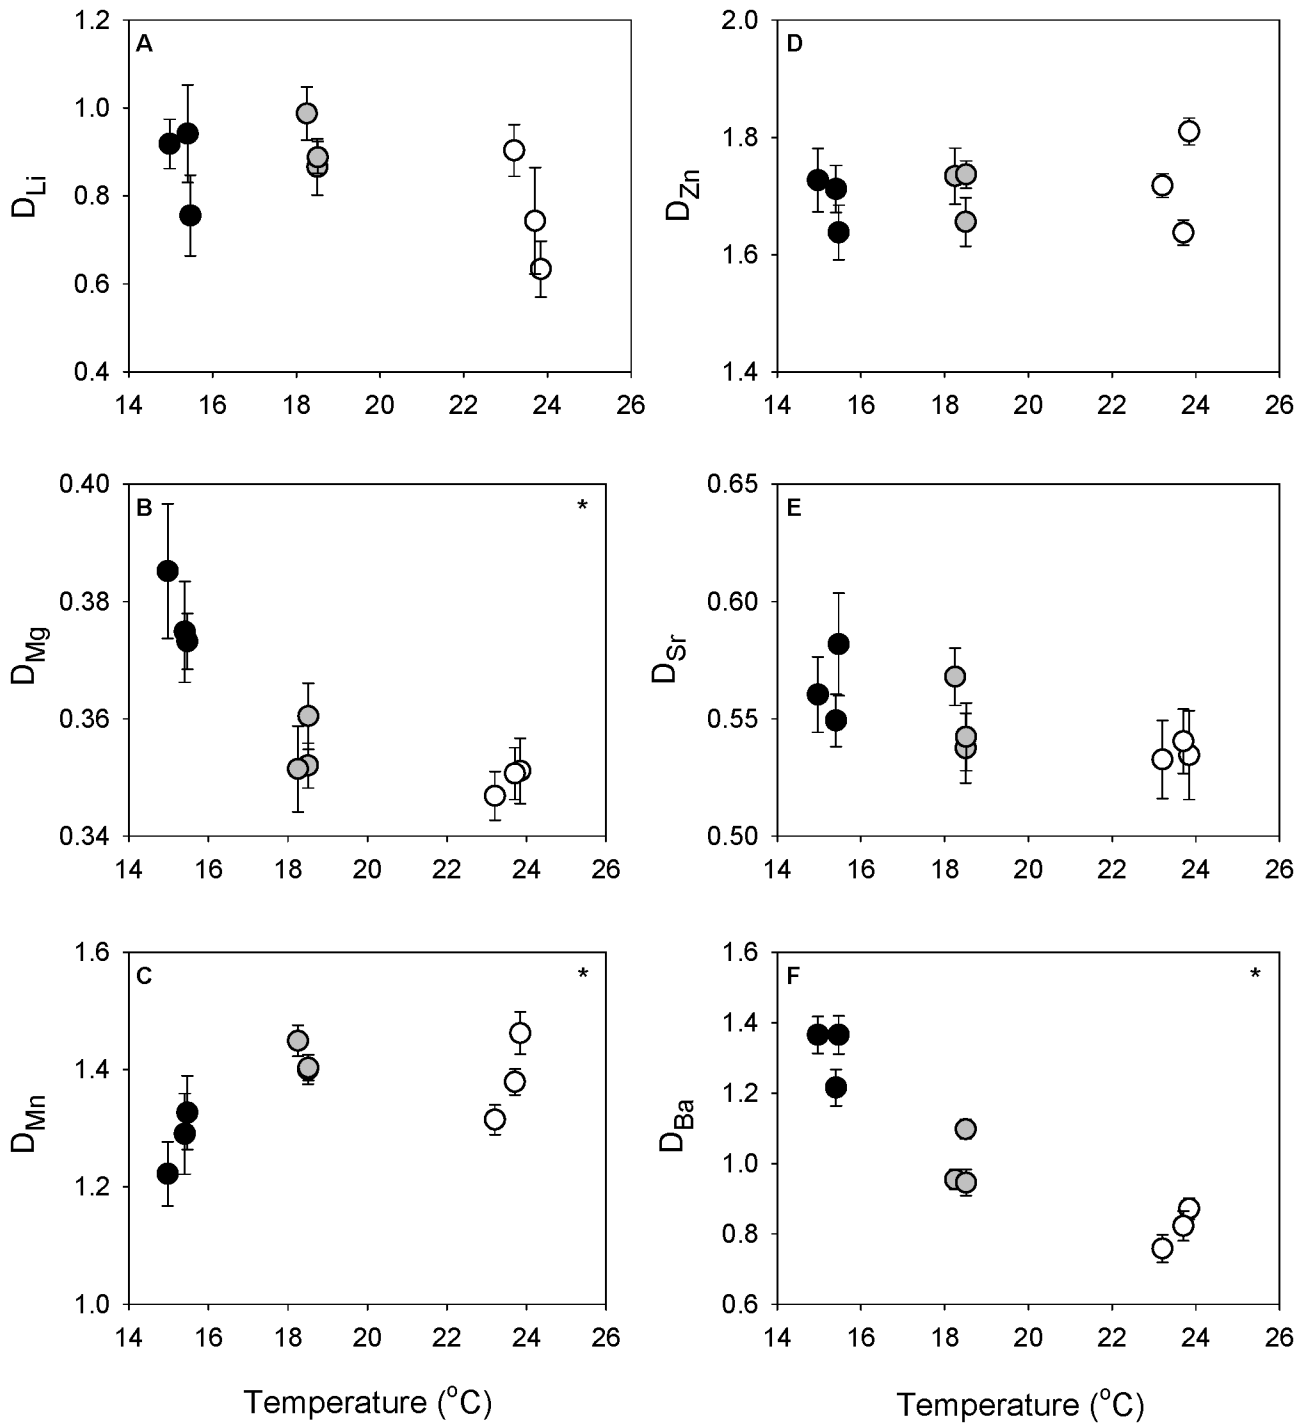 A
1.2
1.0
0.8
0.6
0.4
D_Li
14 16 18 20 22 24 26
D
2.0
1.8
1.6
1.4
D_Zn
14 16 18 20 22 24 26
B *
0.40
0.38
0.36
0.34
D_Mg
14 16 18 20 22 24 26
E
0.65
0.60
0.55
0.50
D_Sr
14 16 18 20 22 24 26
C *
1.6
1.4
1.2
1.0
D_Mn
14 16 18 20 22 24 26
Temperature (°C)
F *
1.6
1.4
1.2
1.0
0.8
0.6
D_Ba
14 16 18 20 22 24 26
Temperature (°C)